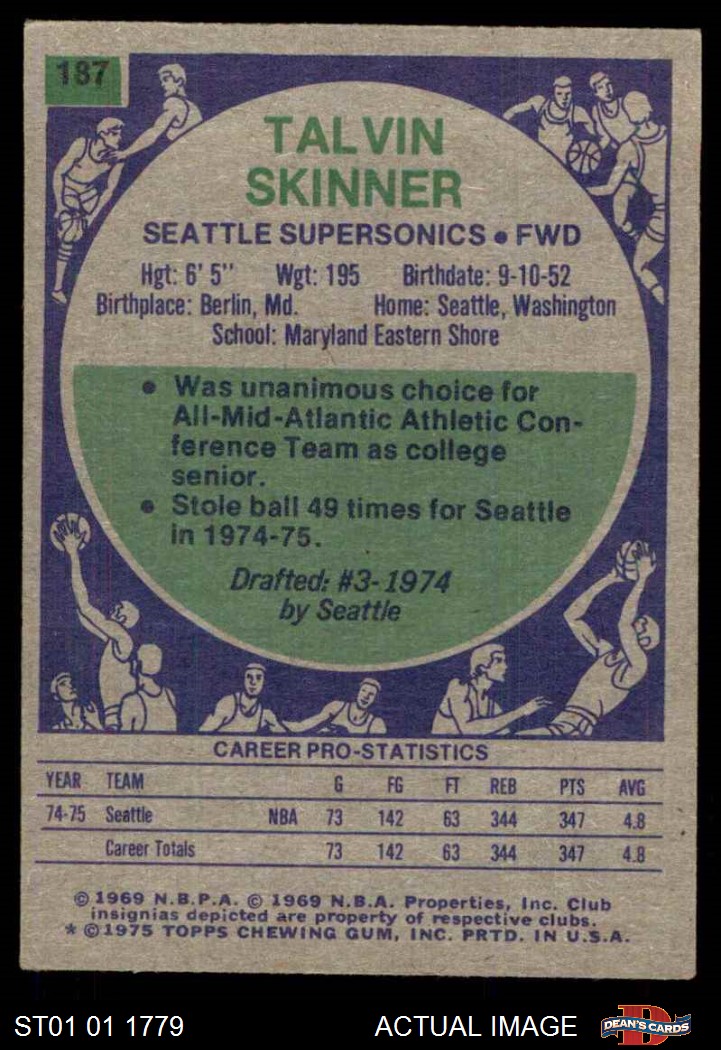 187
TALVIN
SKINNER
SEATTLE SUPERSONICS • FWD
Hgt: 6' 5" Wgt: 195 Birthdate: 9-10-52
Birthplace: Berlin, Md. Home: Seattle, Washington
School: Maryland Eastern Shore
• Was unanimous choice for
All-Mid-Atlantic Athletic Con-
ference Team as college
senior.
• Stole ball 49 times for Seattle
in 1974-75.
Drafted: #3-1974
by Seattle
CAREER PRO-STATISTICS
YEAR TEAM G FG FT REB PTS AVG
74-75 Seattle NBA 73 142 63 344 347 4.8
Career Totals 73 142 63 344 347 4.8
© 1969 N.B.P.A. © 1969 N.B.A. Properties, Inc. Club
insignias depicted are property of respective clubs.
* © 1975 TOPPS CHEWING GUM, INC. PRTD. IN U.S.A.
ST01 01 1779 ACTUAL IMAGE DEAN'S CARDS